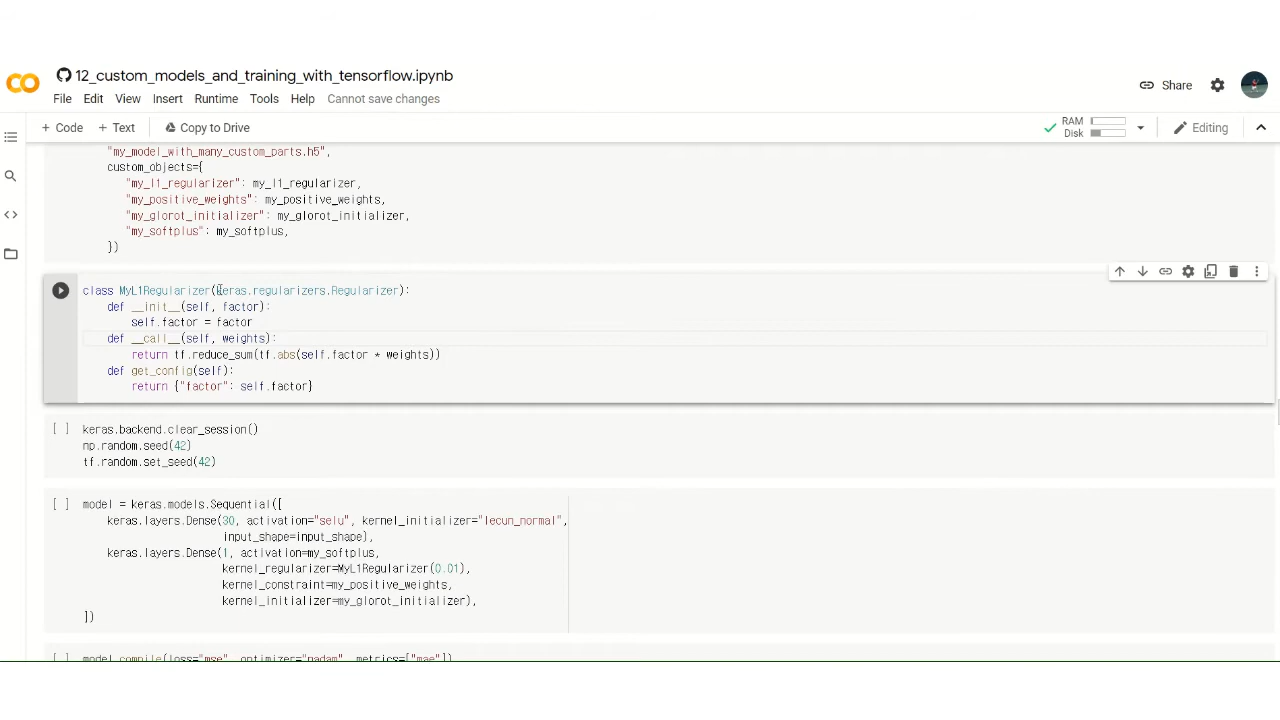 12_custom_models_and_training_with_tensorflow.ipynb
File Edit View Insert Runtime Tools Help Cannot save changes
Share
+ Code + Text Copy to Drive
RAM
Disk
Editing
"my_model_with_many_custom_parts.h5",
custom_objects={
"my_l1_regularizer": my_l1_regularizer,
"my_positive_weights": my_positive_weights,
"my_glorot_initializer": my_glorot_initializer,
"my_softplus": my_softplus,
})
class MyL1Regularizer(keras.regularizers.Regularizer):
def __init__(self, factor):
self.factor = factor
def __call__(self, weights):
return tf.reduce_sum(tf.abs(self.factor * weights))
def get_config(self):
return {"factor": self.factor}
[ ] keras.backend.clear_session()
np.random.seed(42)
tf.random.set_seed(42)
[ ] model = keras.models.Sequential([
keras.layers.Dense(30, activation="selu", kernel_initializer="lecun_normal",
input_shape=input_shape),
keras.layers.Dense(1, activation=my_softplus,
kernel_regularizer=MyL1Regularizer(0.01),
kernel_constraint=my_positive_weights,
kernel_initializer=my_glorot_initializer),
])
[ ] model.compile(loss="mse", optimizer="nadam", metrics=["mae"])